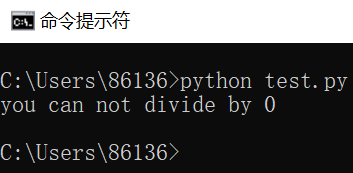 命令提示符
C:\Users\86136>python test.py
you can not divide by 0
C:\Users\86136>